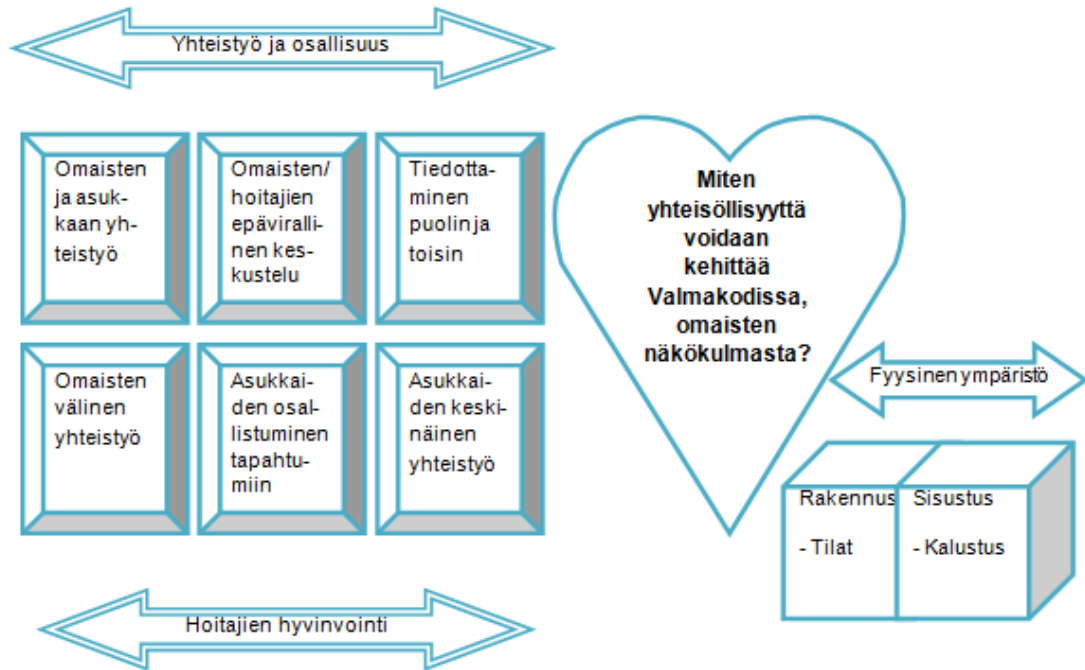 Yhteistyö ja osallisuus
Omaisten
ja asuk-
kaan yh-
teistyö
Omaisten/
hoitajien
epäviralli-
nen kes-
kustelu
Tiedotta-
minen
puolin ja
toisin
Omaisten
välinen
yhteistyö
Asukkai-
den osal-
listuminen
tapahtu-
miin
Asukkai-
den keski-
näinen
yhteistyö
Hoitajien hyvinvointi
Miten
yhteisöllisyyttä
voidaan
kehittää
Valmakodissa,
omaisten
näkökulmasta?
Fyysinen ympäristö
Rakennus
- Tilat
Sisustus
- Kalustus